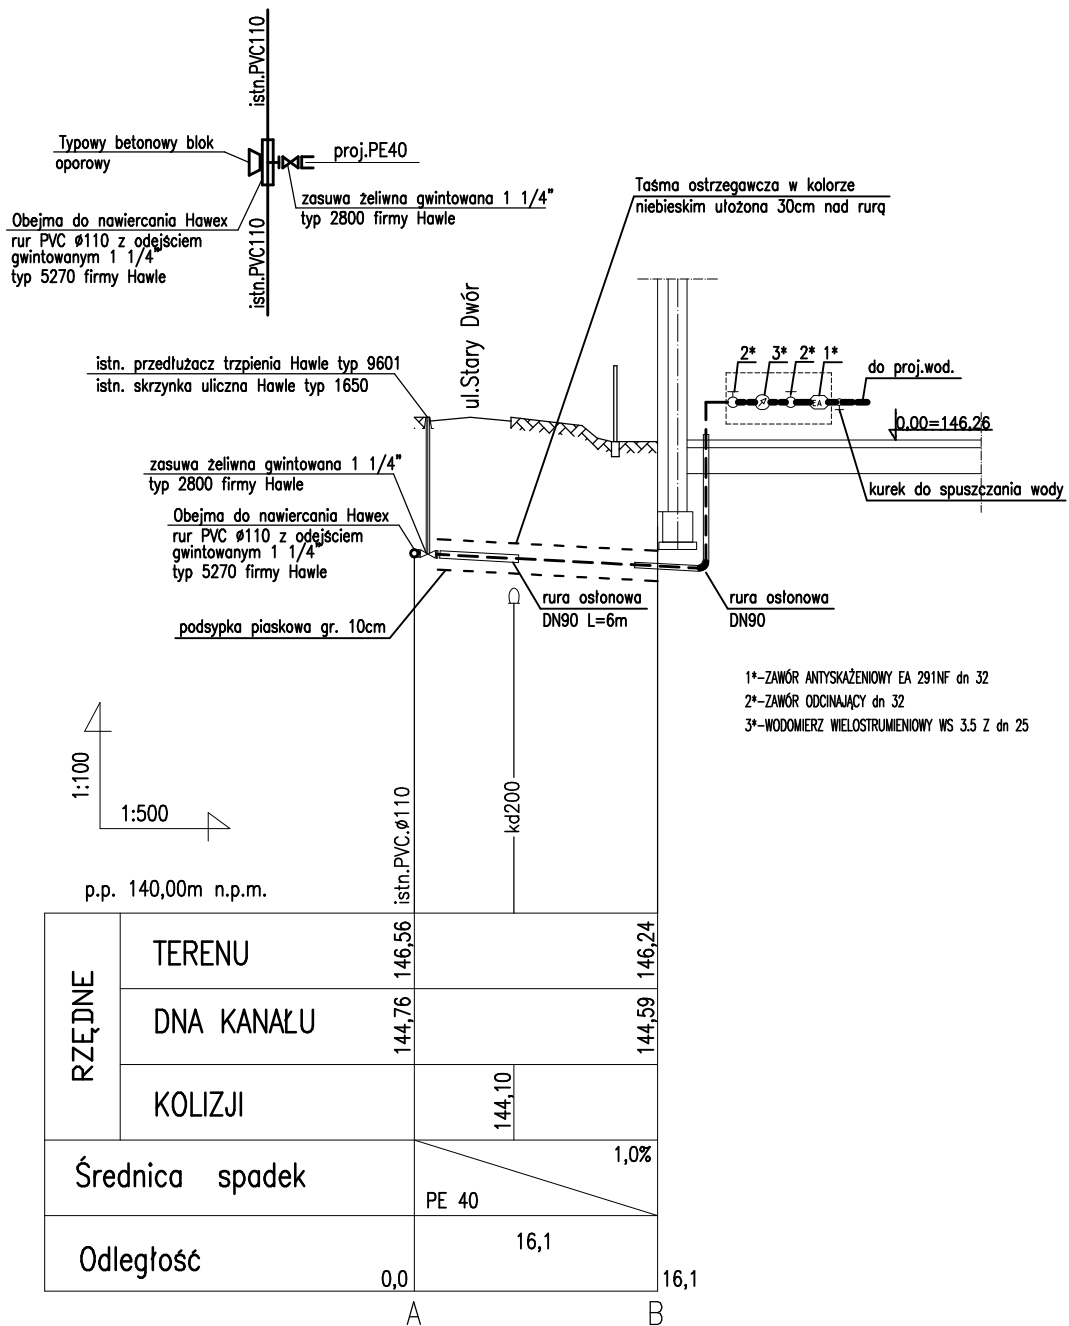 istn.PVC110
Typowy betonowy blok
oporowy
proj.PE40
zasuwa żeliwna gwintowana 1 1/4"
typ 2800 firmy Hawle
Obejma do nawiercania Hawex
rur PVC ø110 z odejściem
gwintowanym 1 1/4"
typ 5270 firmy Hawle
istn.PVC110
Taśma ostrzegawcza w kolorze
niebieskim ułożona 30cm nad rurą
ul.Stary Dwór
istn. przedłużacz trzpienia Hawle typ 9601
istn. skrzynka uliczna Hawle typ 1650
2* 3* 2* 1*
do proj.wod.
EA
0,00=146,26
zasuwa żeliwna gwintowana 1 1/4"
typ 2800 firmy Hawle
kurek do spuszczania wody
Obejma do nawiercania Hawex
rur PVC ø110 z odejściem
gwintowanym 1 1/4"
typ 5270 firmy Hawle
rura osłonowa
DN90 L=6m
rura osłonowa
DN90
podsypka piaskowa gr. 10cm
1*-ZAWÓR ANTYSKAŻENIOWY EA 291NF dn 32
2*-ZAWÓR ODCINAJĄCY dn 32
3*-WODOMIERZ WIELOSTRUMIENIOWY WS 3.5 Z dn 25
1:100
1:500
istn.PVC.ø110
kd200
p.p. 140,00m n.p.m.
RZĘDNE
TERENU
146,56
146,24
DNA KANAŁU
144,76
144,59
KOLIZJI
144,10
Średnica spadek
1,0%
PE 40
Odległość
16,1
0,0
16,1
A
B